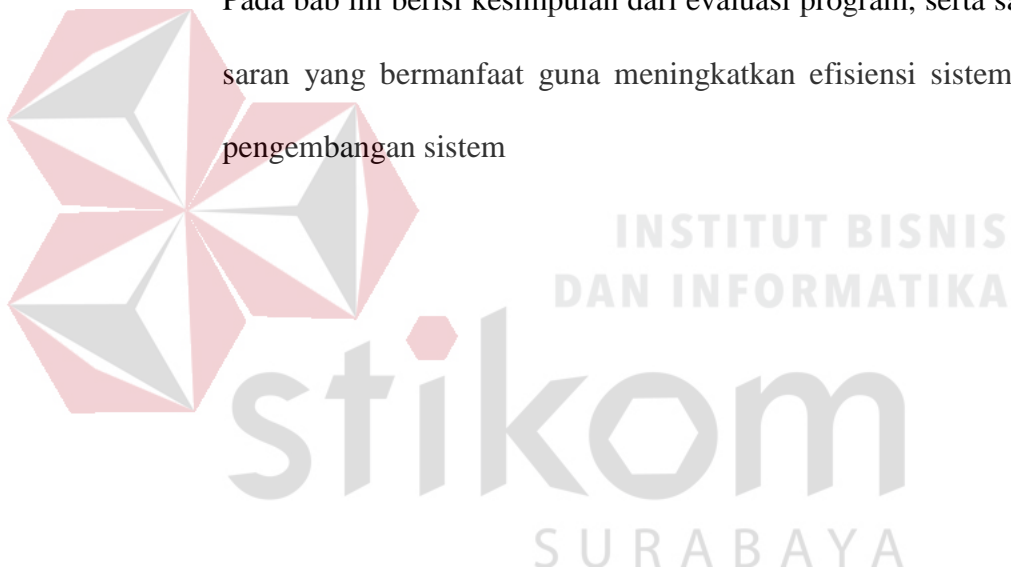 Pada bab ini berisi kesimpulan dari evaluasi program, serta
saran yang bermanfaat guna meningkatkan efisiensi sistem
pengembangan sistem
INSTITUT BISNIS
DAN INFORMATIKA
stikom
SURABAYA